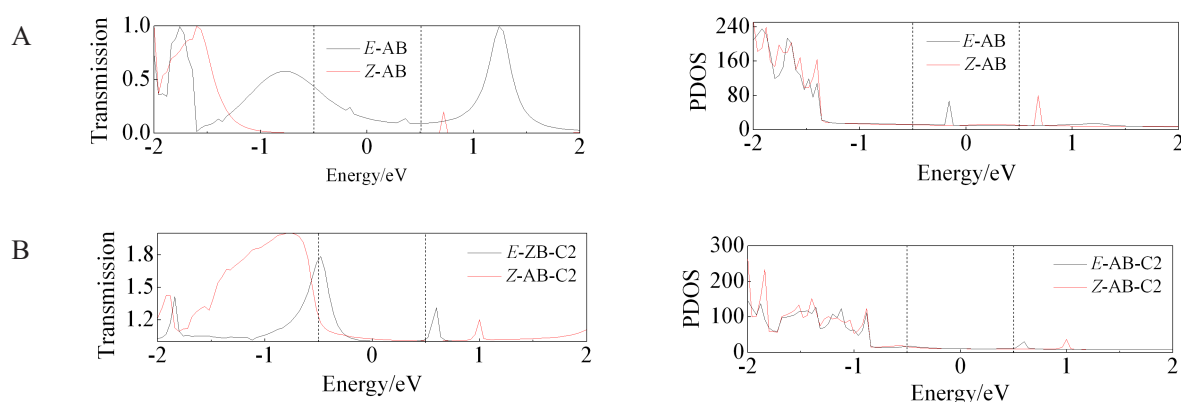 A
Transmission
1.0
0.5
0.0
E-AB
Z-AB
-2 -1 0 1 2
Energy/eV
PDOS
240
160
80
0
E-AB
Z-AB
-2 -1 0 1 2
Energy/eV
B
Transmission
1.8
1.5
1.2
E-ZB-C2
Z-AB-C2
-2 -1 0 1 2
Energy/eV
PDOS
300
200
100
0
E-AB-C2
Z-AB-C2
-2 -1 0 1 2
Energy/eV